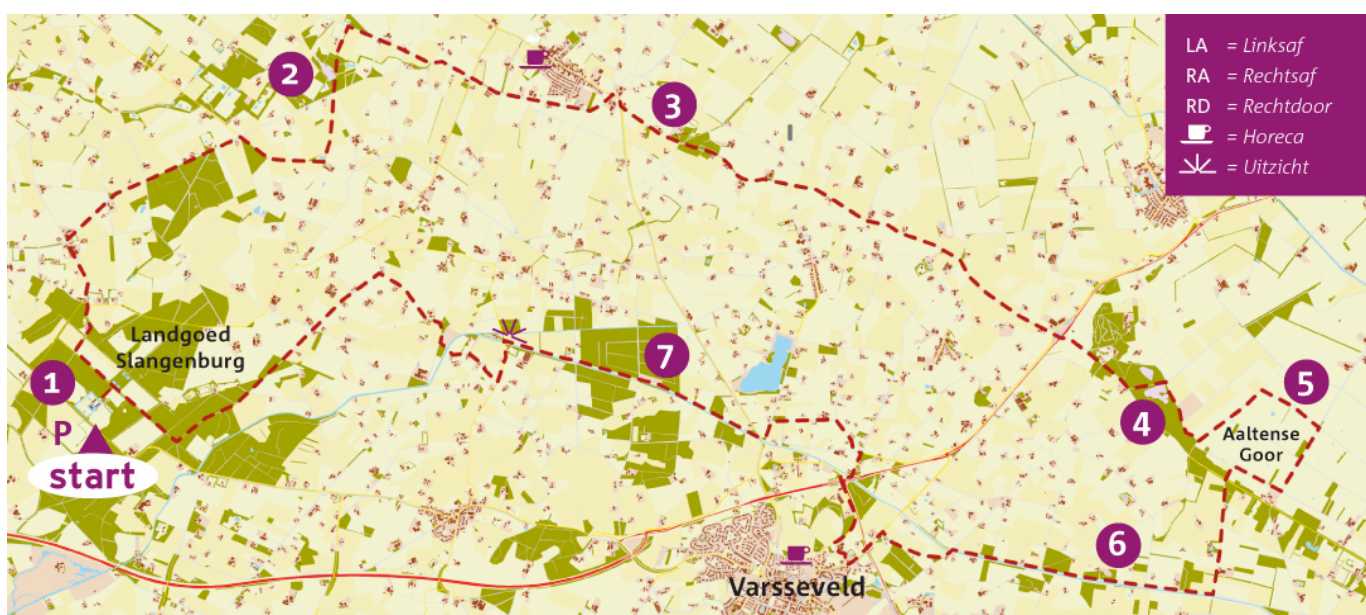 LA = Linksaf
RA = Rechtsaf
RD = Rechtdoor
= Horeca
= Uitzicht
2
3
Landgoed
Slangenburg
1
P
start
7
4
5
Aaltense
Goor
6
Varsseveld